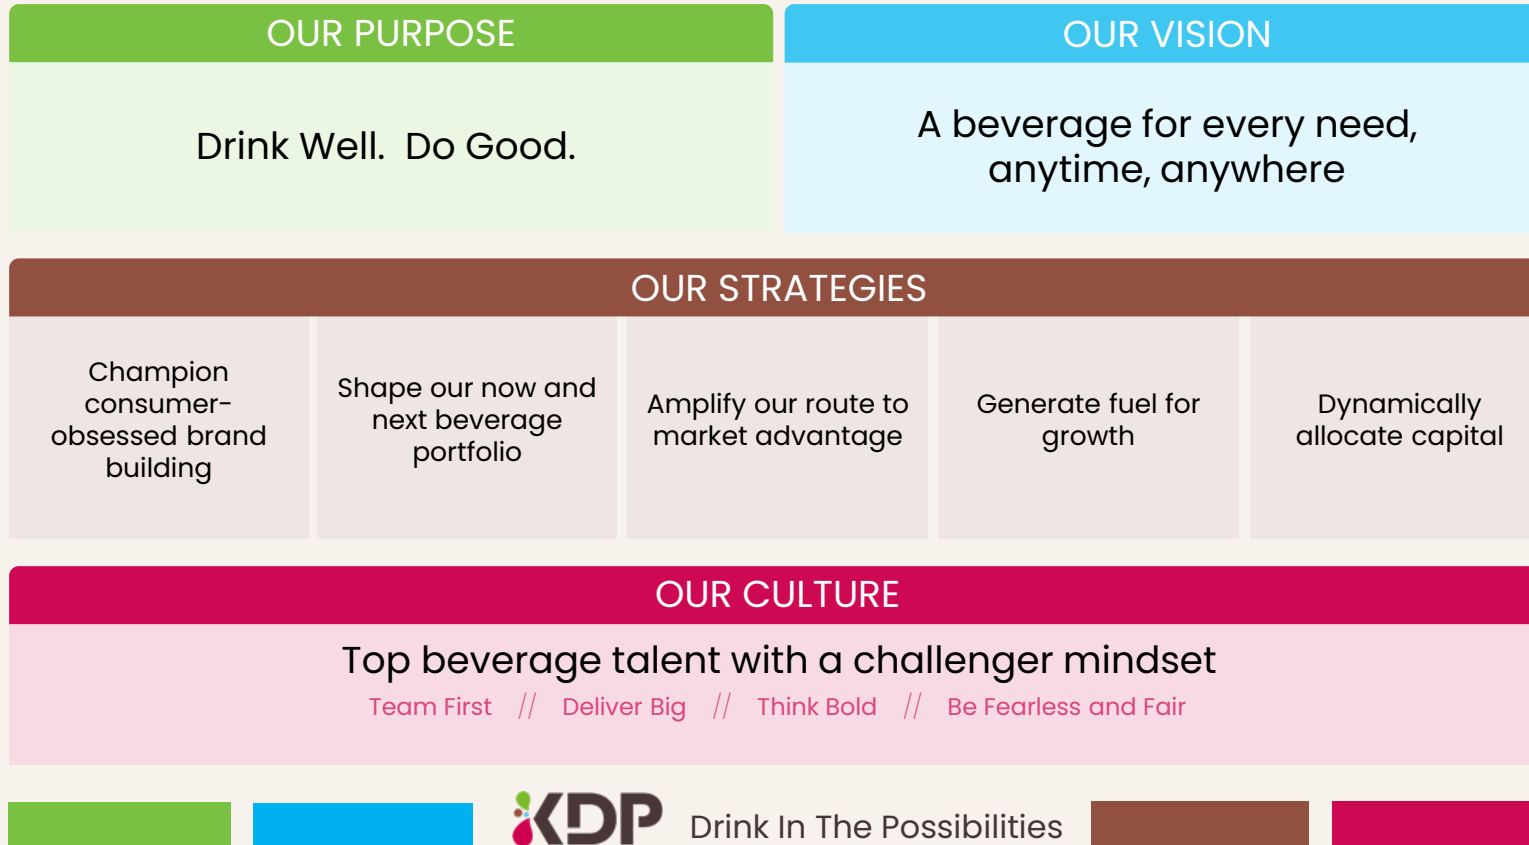 OUR PURPOSE
Drink Well. Do Good.
OUR VISION
A beverage for every need,
anytime, anywhere
OUR STRATEGIES
Champion
consumer-
obsessed brand
building
Shape our now and
next beverage
portfolio
Amplify our route to
market advantage
Generate fuel for
growth
Dynamically
allocate capital
OUR CULTURE
Top beverage talent with a challenger mindset
Team First // Deliver Big // Think Bold // Be Fearless and Fair
KDP
Drink In The Possibilities